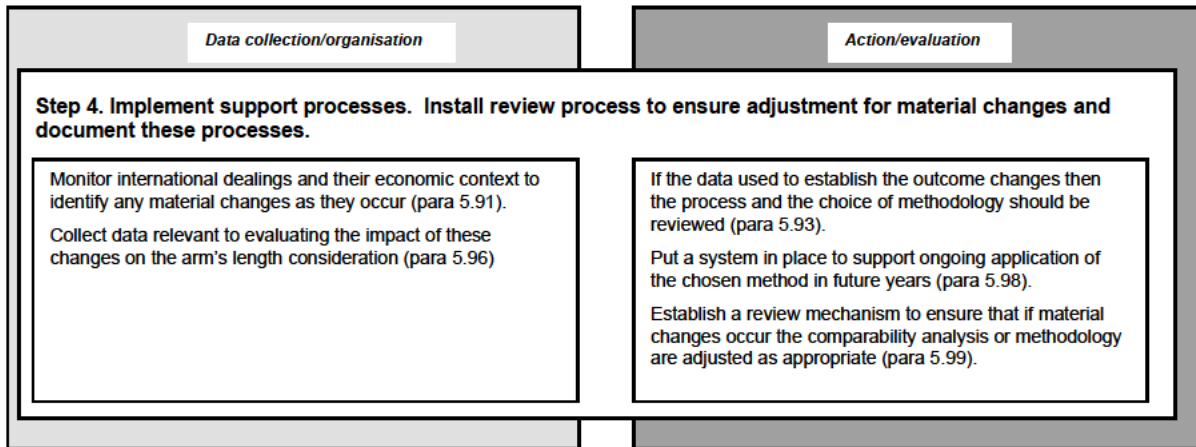 Data collection/organisation
Action/evaluation
Step 4. Implement support processes.  Install review process to ensure adjustment for material changes and
document these processes.
Monitor international dealings and their economic context to
identify any material changes as they occur (para 5.91).
Collect data relevant to evaluating the impact of these
changes on the arm's length consideration (para 5.96)
If the data used to establish the outcome changes then
the process and the choice of methodology should be
reviewed (para 5.93).
Put a system in place to support ongoing application of
the chosen method in future years (para 5.98).
Establish a review mechanism to ensure that if material
changes occur the comparability analysis or methodology
are adjusted as appropriate (para 5.99).